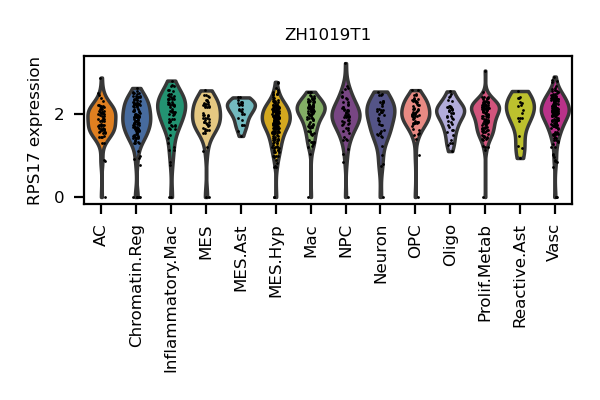 ZH1019T1
RPS17 expression
2
0
AC
Chromatin.Reg
Inflammatory.Mac
MES
MES.Ast
MES.Hyp
Mac
NPC
Neuron
OPC
Oligo
Prolif.Metab
Reactive.Ast
Vasc